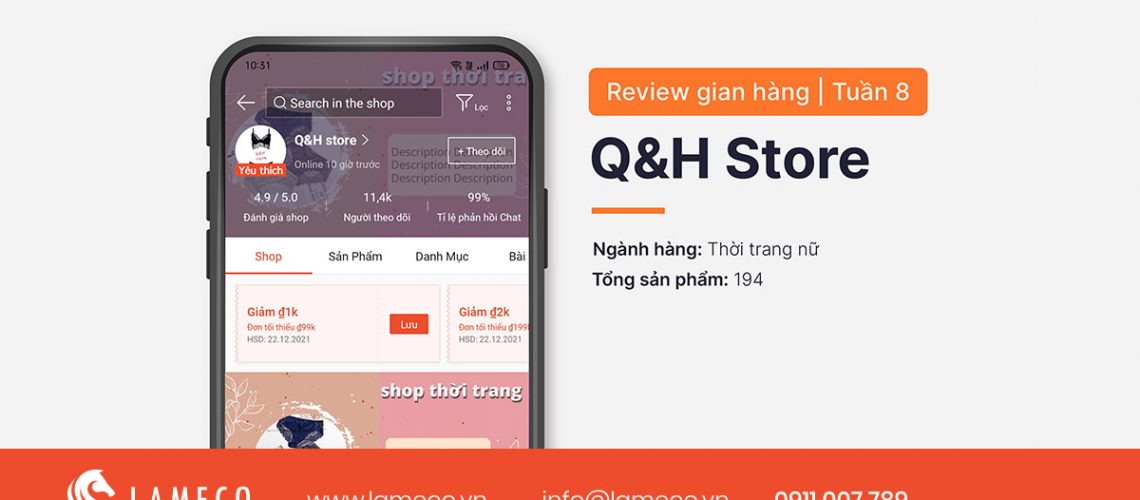 10:31
shop thời tra
Search in the shop
Lọc
Q&H store
Online 10 giờ trước
Description Description
Description Description
Description Description
+ Theo dõi
Yêu thích
4.9 / 5.0
11,4k
99%
Đánh giá shop
Người theo dõi
Tỉ lệ phản hồi Chat
Shop
Sản Phẩm
Danh Mục
Bài
Giảm ₫1k
Đơn tối thiểu ₫99k
HSD: 22.12.2021
Lưu
Giảm ₫2k
Đơn tối thiểu ₫199
HSD: 22.12.2021
shop thời trang
Review gian hàng | Tuần 8
Q&H Store
Ngành hàng: Thời trang nữ
Tổng sản phẩm: 194
LAMECO
www.lameco.vn
info@lameco.vn
0911 007 789